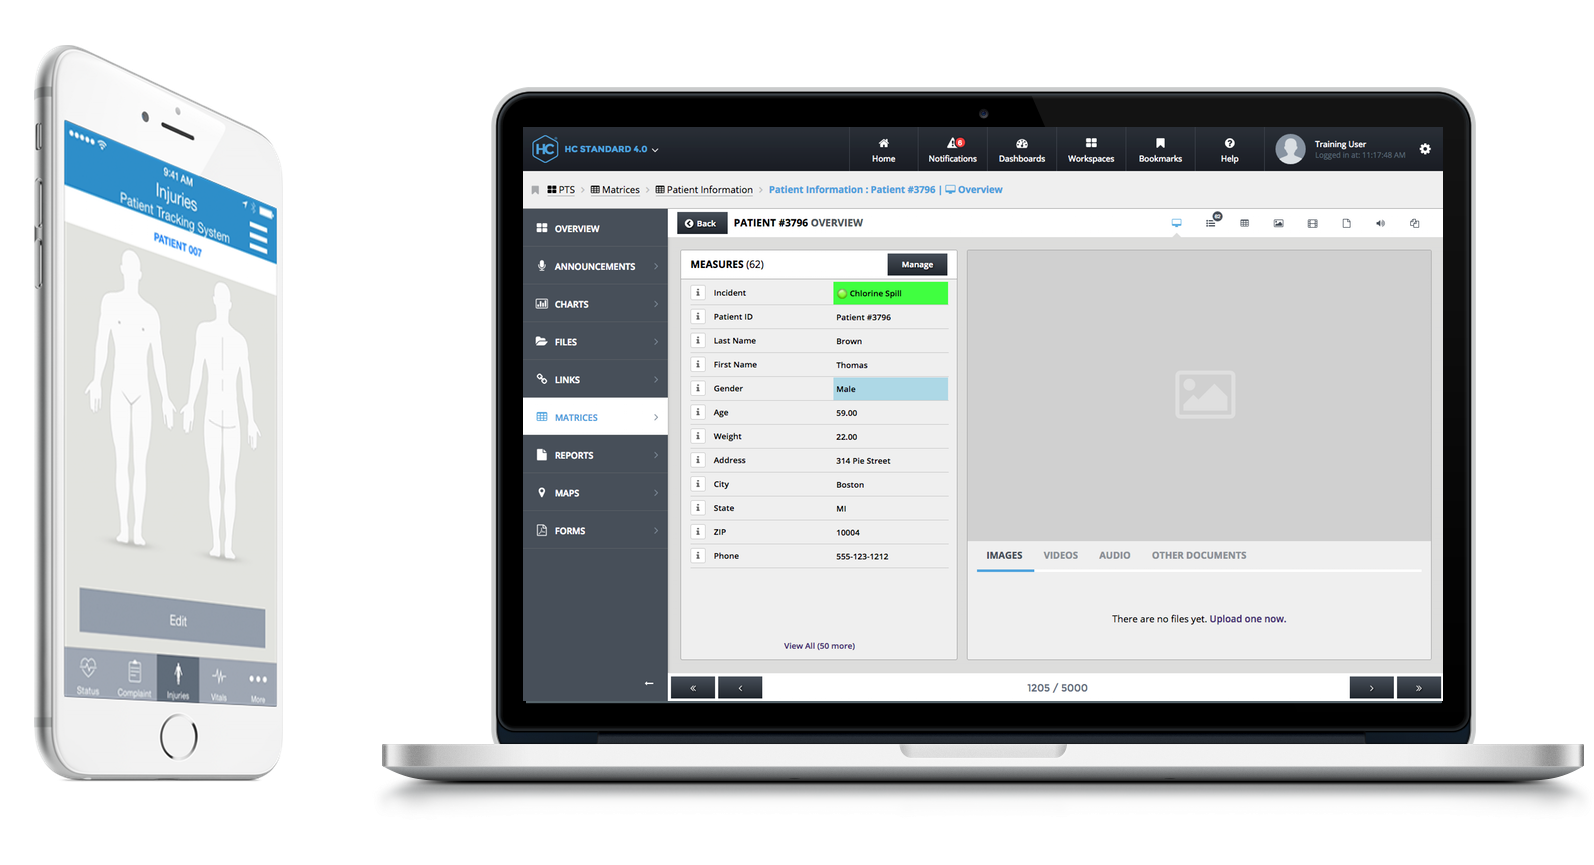 9:41 AM
Injuries
Patient Tracking System
PATIENT 007
Edit
Status
Complaint
Injuries
Vitals
More
HC
HC STANDARD 4.0
Home
6
Notifications
Dashboards
Workspaces
Bookmarks
Help
Training User
Logged in at: 11:17:48 AM
PTS > Matrices > Patient Information > Patient Information : Patient #3796 | Overview
OVERVIEW
ANNOUNCEMENTS
CHARTS
FILES
LINKS
MATRICES
REPORTS
MAPS
FORMS
Back
PATIENT #3796 OVERVIEW
62
MEASURES (62)
Manage
Incident Chlorine Spill
Patient ID Patient #3796
Last Name Brown
First Name Thomas
Gender Male
Age 59.00
Weight 22.00
Address 314 Pie Street
City Boston
State MI
ZIP 10004
Phone 555-123-1212
View All (50 more)
IMAGES VIDEOS AUDIO OTHER DOCUMENTS
There are no files yet. Upload one now.
« ‹ 1205 / 5000 › »